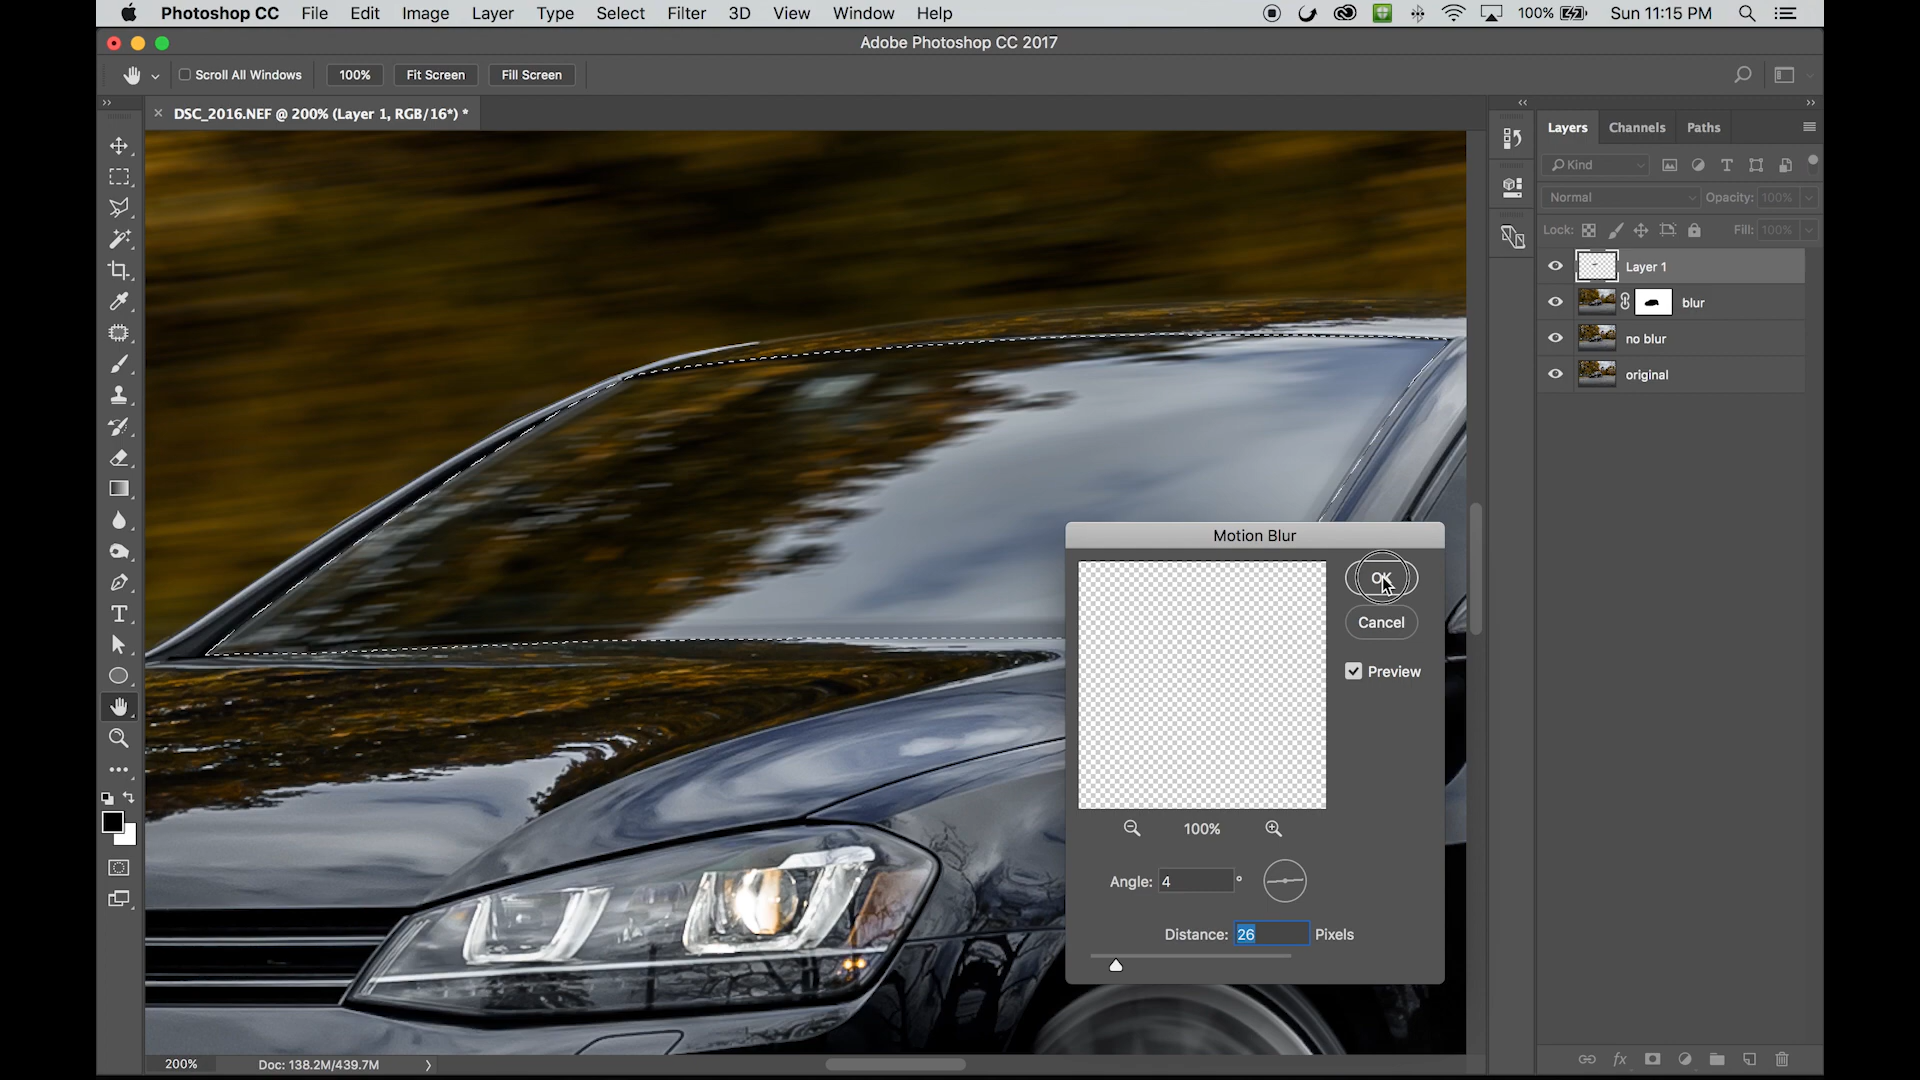 Photoshop CC File Edit Image Layer Type Select Filter 3D View Window Help 100% Sun 11:15 PM
Adobe Photoshop CC 2017
Scroll All Windows 100% Fit Screen Fill Screen
DSC_2016.NEF @ 200% (Layer 1, RGB/16*) *
Layers Channels Paths
Kind
Normal Opacity: 100%
Lock: Fill: 100%
Layer 1
blur
no blur
original
Motion Blur
OK
Cancel
Preview
100%
Angle: 4 °
Distance: 26 Pixels
200% Doc: 138.2M/439.7M